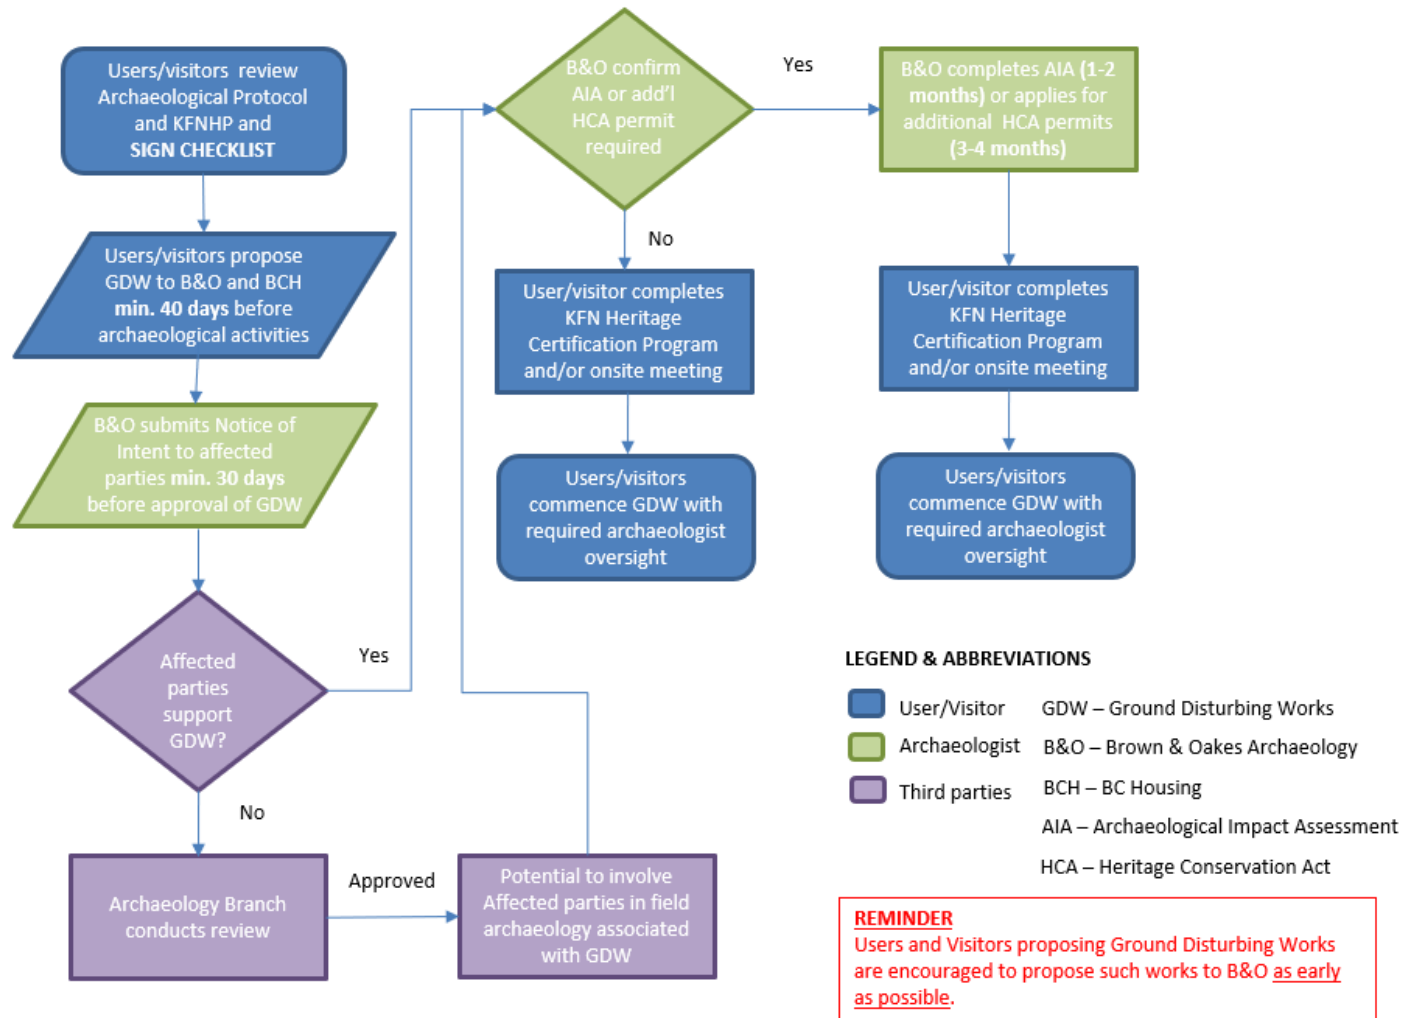 Users/visitors review
Archaeological Protocol
and KFNHP and
SIGN CHECKLIST
Users/visitors propose
GDW to B&O and BCH
min. 40 days before
archaeological activities
B&O submits Notice of
Intent to affected
parties min. 30 days
before approval of GDW
Affected
parties
support
GDW?
Yes
No
Archaeology Branch
conducts review
Approved
Potential to involve
Affected parties in field
archaeology associated
with GDW
B&O confirm
AIA or add'l
HCA permit
required
Yes
No
B&O completes AIA (1-2
months) or applies for
additional HCA permits
(3-4 months)
User/visitor completes
KFN Heritage
Certification Program
and/or onsite meeting
Users/visitors
commence GDW with
required archaeologist
oversight
User/visitor completes
KFN Heritage
Certification Program
and/or onsite meeting
Users/visitors
commence GDW with
required archaeologist
oversight
LEGEND & ABBREVIATIONS
User/Visitor
Archaeologist
Third parties
GDW – Ground Disturbing Works
B&O – Brown & Oakes Archaeology
BCH – BC Housing
AIA – Archaeological Impact Assessment
HCA – Heritage Conservation Act
REMINDER
Users and Visitors proposing Ground Disturbing Works
are encouraged to propose such works to B&O as early
as possible.